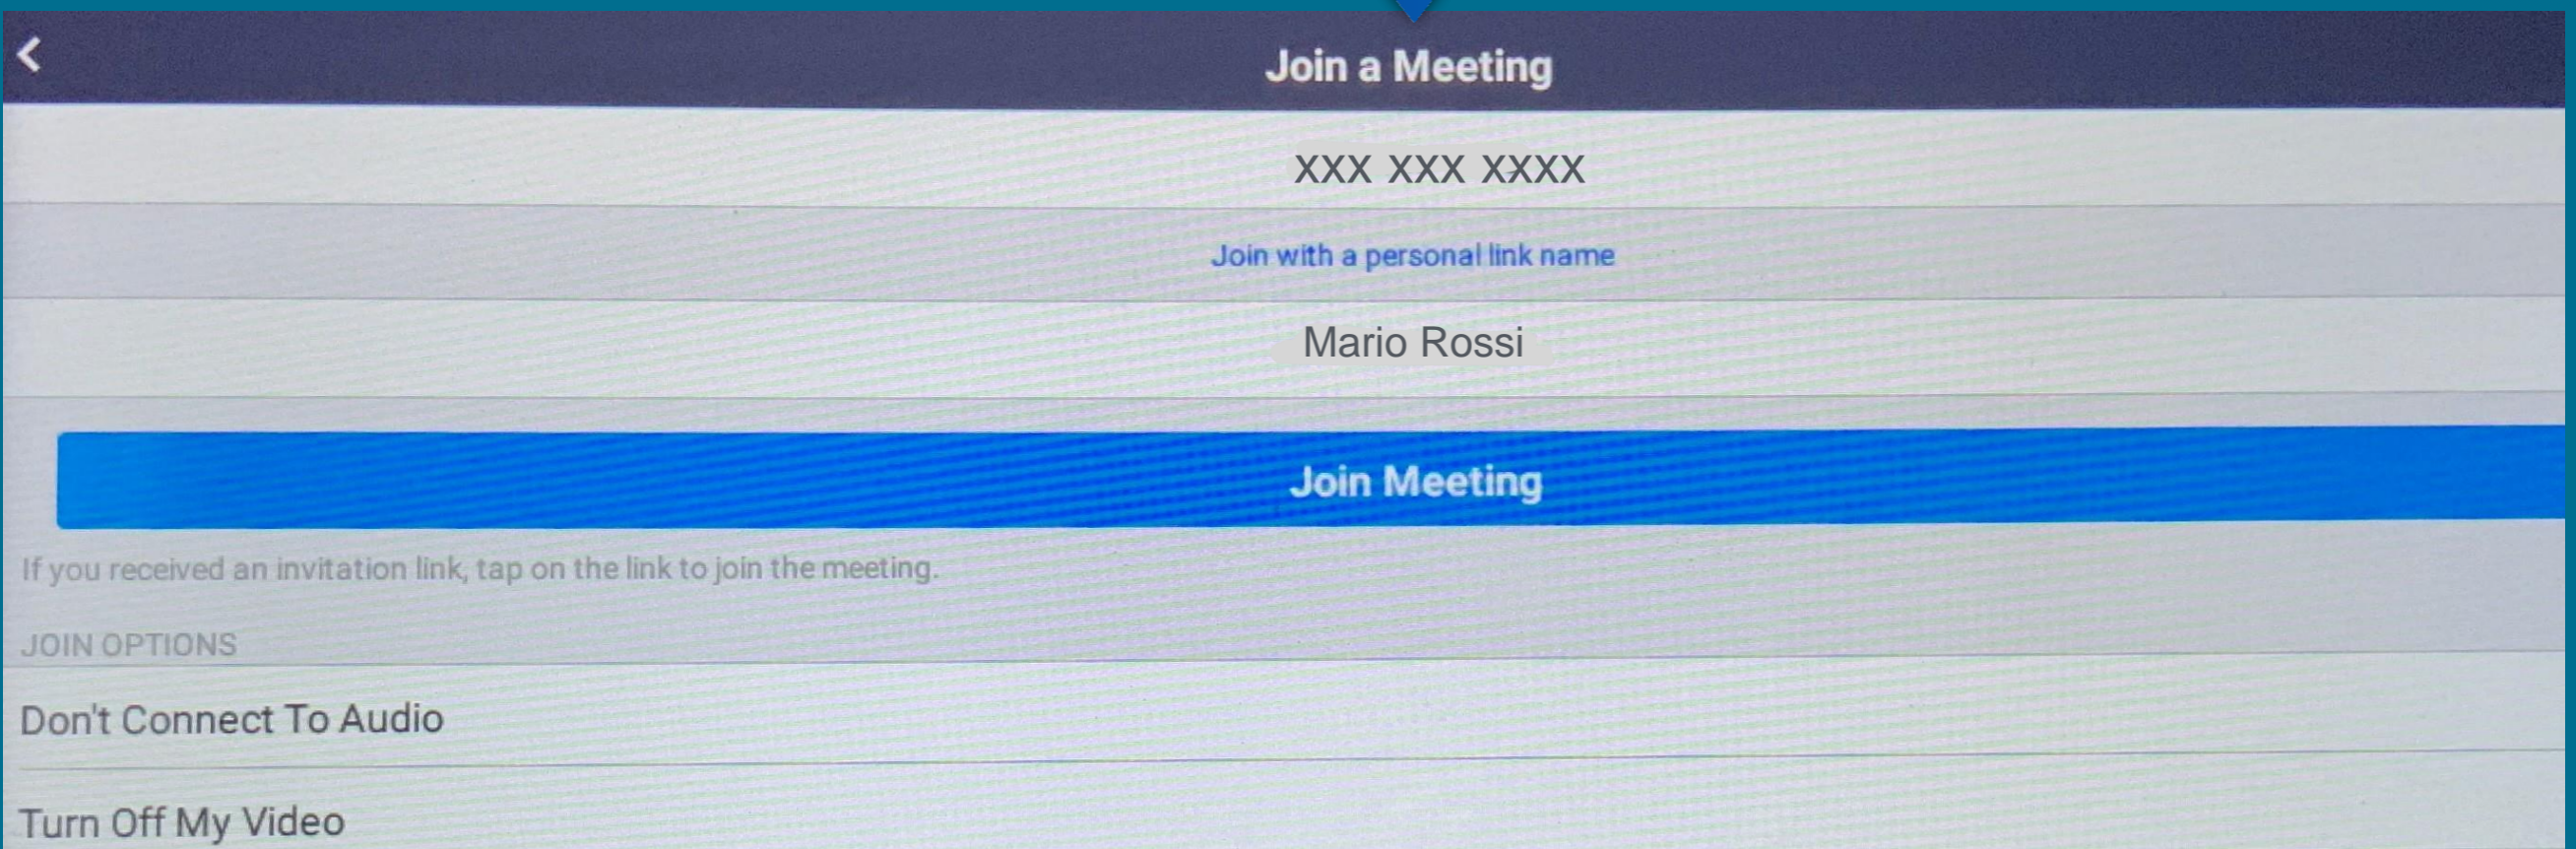 Join a Meeting
XXX XXX XXXX
Join with a personal link name
Mario Rossi
Join Meeting
If you received an invitation link, tap on the link to join the meeting.
JOIN OPTIONS
Don't Connect To Audio
Turn Off My Video